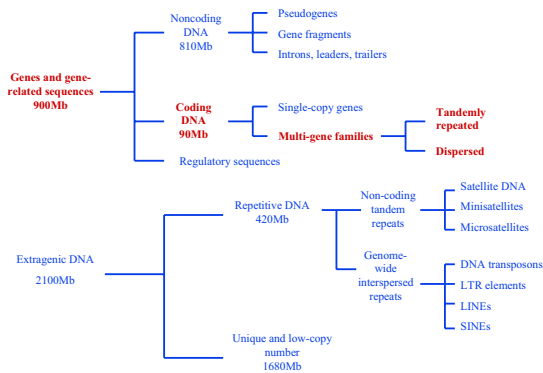 Noncoding
DNA
810Mb
Pseudogenes
Gene fragments
Introns, leaders, trailers
Genes and gene-
related sequences
900Mb
Coding
DNA
90Mb
Single-copy genes
Multi-gene families
Tandemly
repeated
Dispersed
Regulatory sequences
Extragenic DNA
2100Mb
Repetitive DNA
420Mb
Non-coding
tandem
repeats
Satellite DNA
Minisatellites
Microsatellites
Genome-
wide
interspersed
repeats
DNA transposons
LTR elements
LINEs
SINEs
Unique and low-copy
number
1680Mb